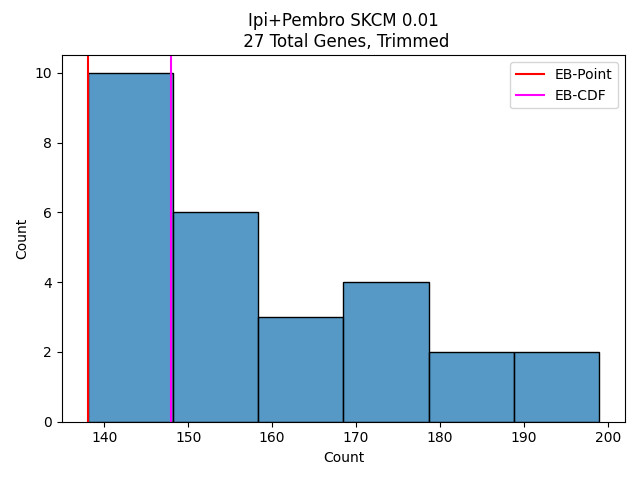 Ipi+Pembro SKCM 0.01
27 Total Genes, Trimmed
EB-Point
EB-CDF
Count
10
8
6
4
2
0
140 150 160 170 180 190 200
Count